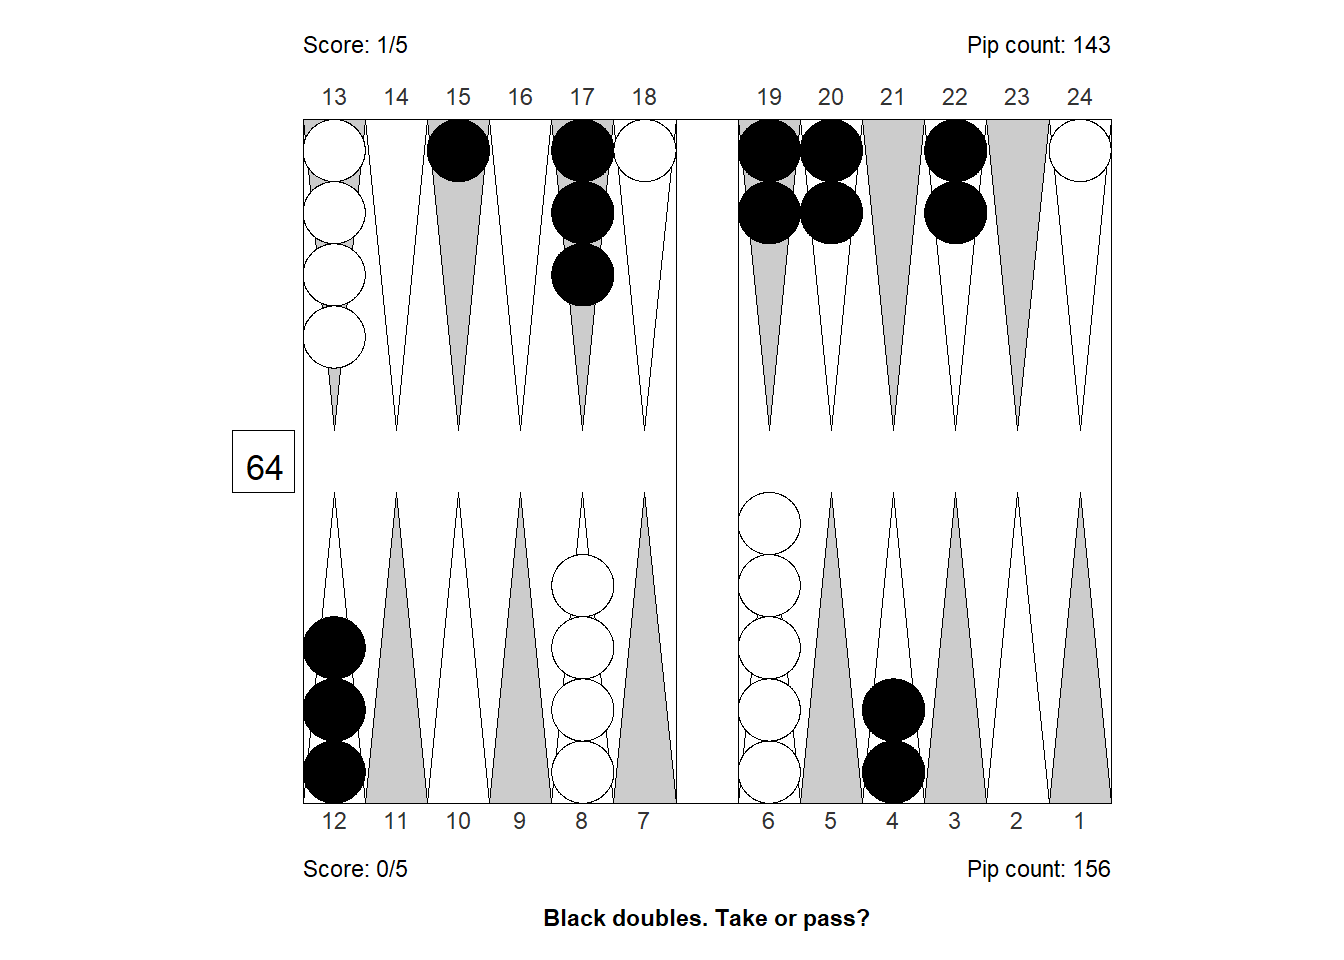 Score: 1/5 Pip count: 143
13 14 15 16 17 18 19 20 21 22 23 24
64
12 11 10 9 8 7 6 5 4 3 2 1
Score: 0/5 Pip count: 156
Black doubles. Take or pass?